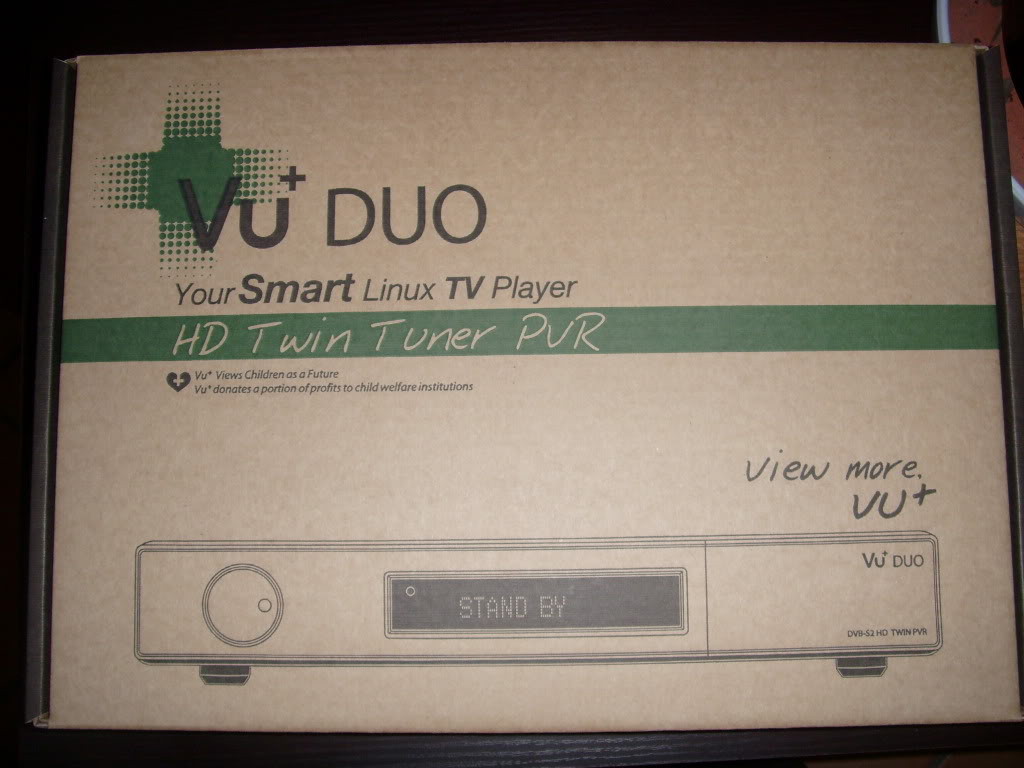 Vu+ DUO
Your Smart Linux TV Player
HD Twin Tuner PVR
Vu+ Views Children as a Future
Vu+ donates a portion of profits to child welfare institutions
View more.
VU+
Vu+ DUO
STAND BY
DVB-S2 HD TWIN PVR